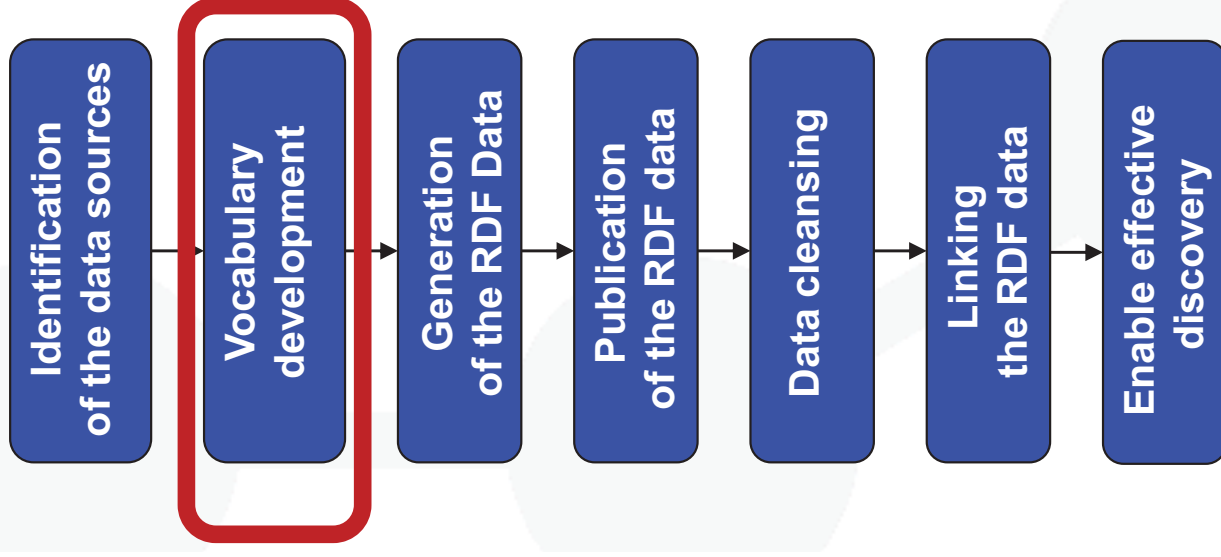 Identification
of the data sources
Vocabulary
development
Generation
of the RDF Data
Publication
of the RDF data
Data cleansing
Linking
the RDF data
Enable effective
discovery